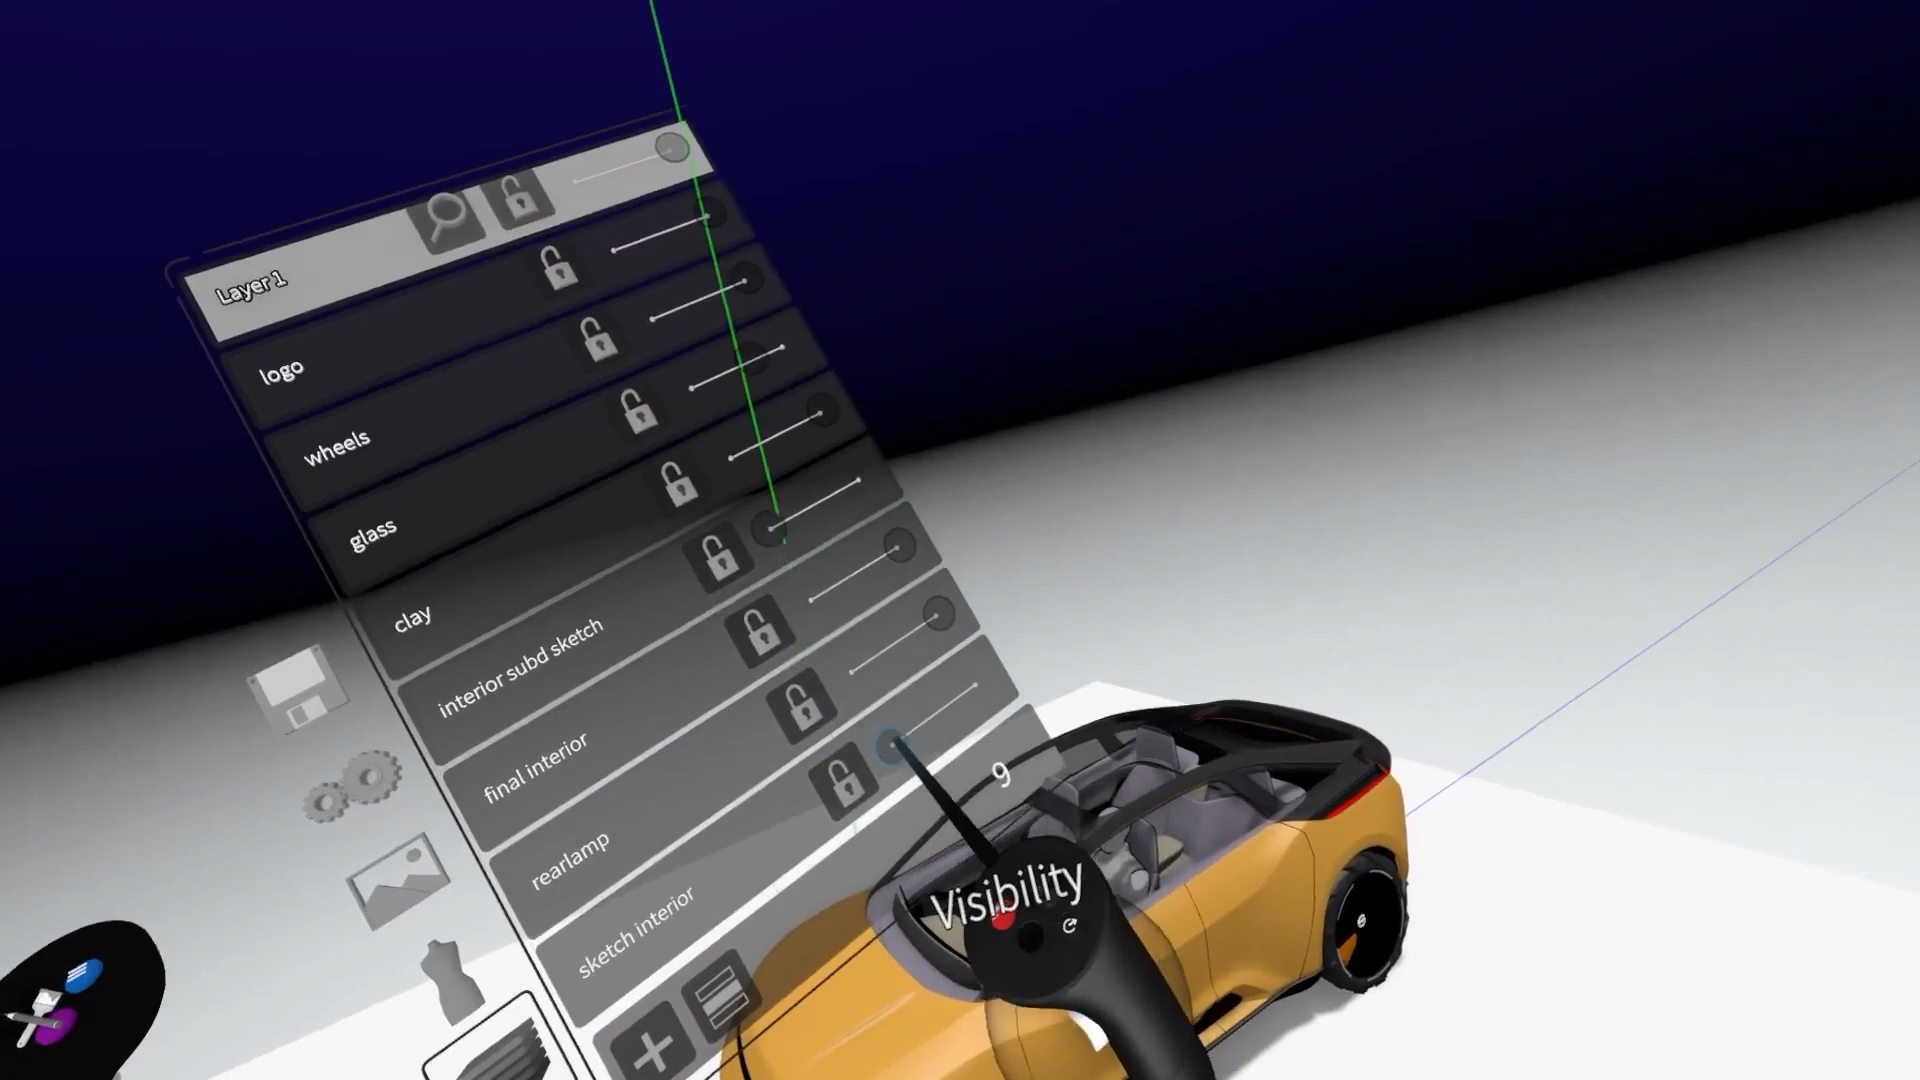 Layer 1
logo
wheels
glass
clay
interior subd sketch
final interior
rearlamp
sketch interior
9
Visibility